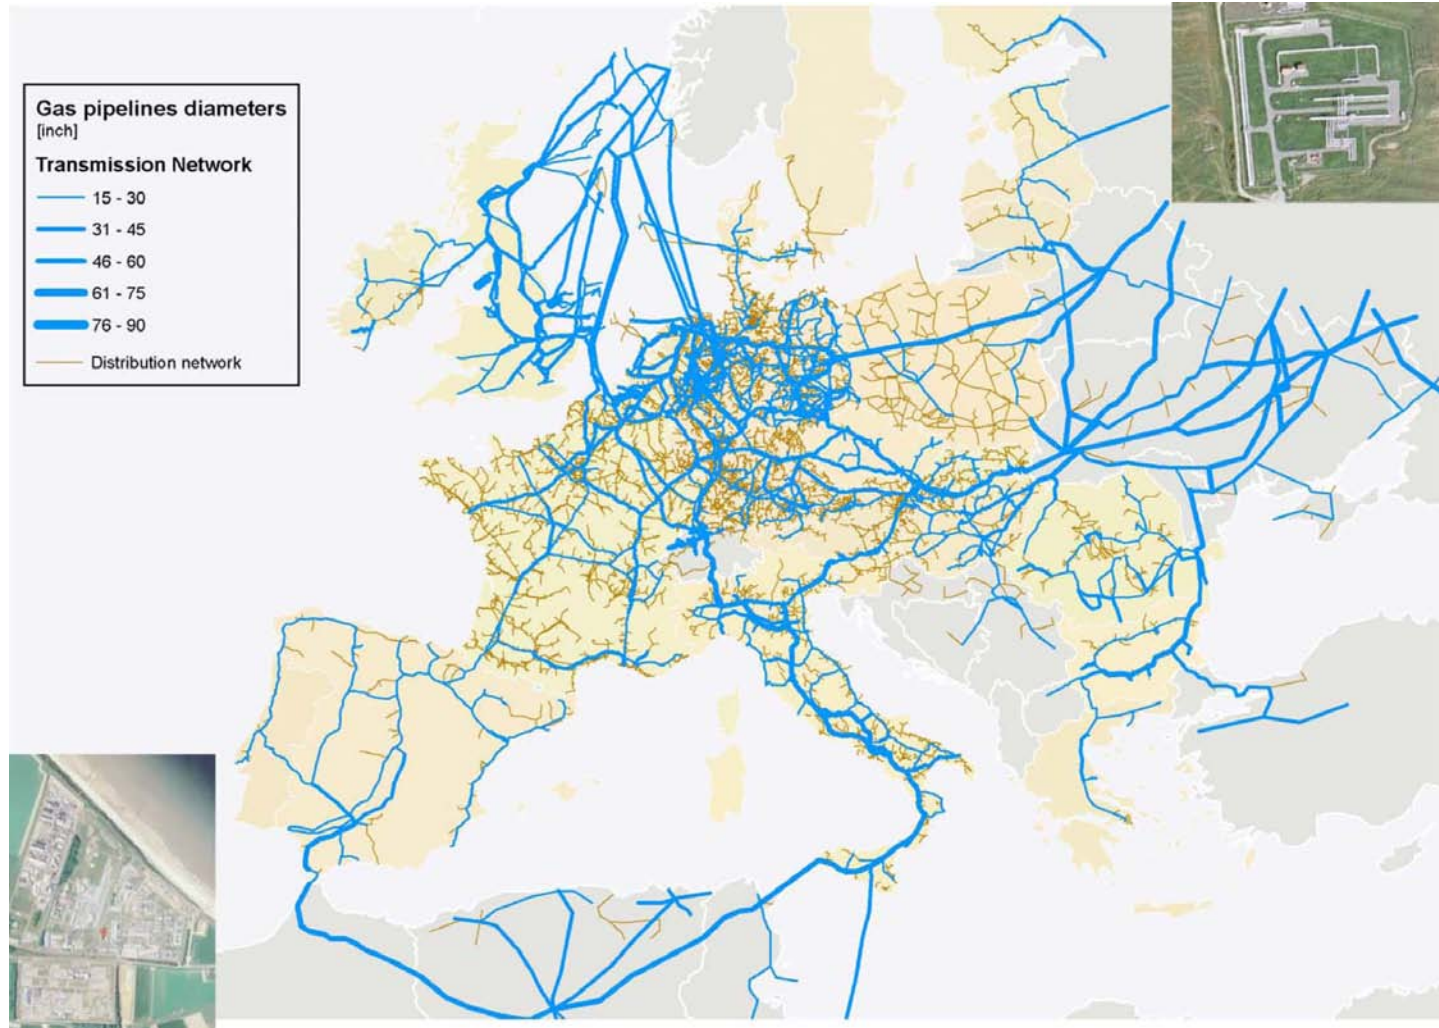 Gas pipelines diameters
[inch]
Transmission Network
15 - 30
31 - 45
46 - 60
61 - 75
76 - 90
Distribution network